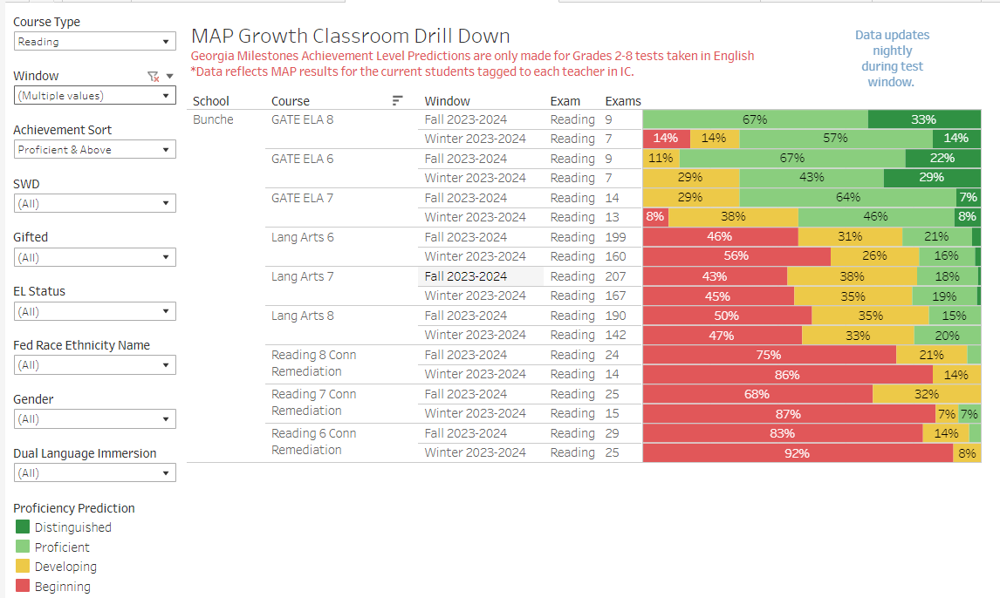 Course Type
Reading
Window
(Multiple values)
Achievement Sort
Proficient & Above
SWD
(All)
Gifted
(All)
EL Status
(All)
Fed Race Ethnicity Name
(All)
Gender
(All)
Dual Language Immersion
(All)
Proficiency Prediction
Distinguished
Proficient
Developing
Beginning
MAP Growth Classroom Drill Down
Georgia Milestones Achievement Level Predictions are only made for Grades 2-8 tests taken in English
*Data reflects MAP results for the current students tagged to each teacher in IC.
Data updates
nightly
during test
window.
School Course Window Exam Exams
Bunche GATE ELA 8 Fall 2023-2024 Reading 9 67% 33%
Winter 2023-2024 Reading 7 14% 14% 57% 14%
GATE ELA 6 Fall 2023-2024 Reading 9 11% 67% 22%
Winter 2023-2024 Reading 7 29% 43% 29%
GATE ELA 7 Fall 2023-2024 Reading 14 29% 64% 7%
Winter 2023-2024 Reading 13 8% 38% 46% 8%
Lang Arts 6 Fall 2023-2024 Reading 199 46% 31% 21%
Winter 2023-2024 Reading 160 56% 26% 16%
Lang Arts 7 Fall 2023-2024 Reading 207 43% 38% 18%
Winter 2023-2024 Reading 167 45% 35% 19%
Lang Arts 8 Fall 2023-2024 Reading 190 50% 35% 15%
Winter 2023-2024 Reading 142 47% 33% 20%
Reading 8 Conn Fall 2023-2024 Reading 24 75% 21%
Remediation Winter 2023-2024 Reading 14 86% 14%
Reading 7 Conn Fall 2023-2024 Reading 25 68% 32%
Remediation Winter 2023-2024 Reading 15 87% 7% 7%
Reading 6 Conn Fall 2023-2024 Reading 29 83% 14%
Remediation Winter 2023-2024 Reading 25 92% 8%